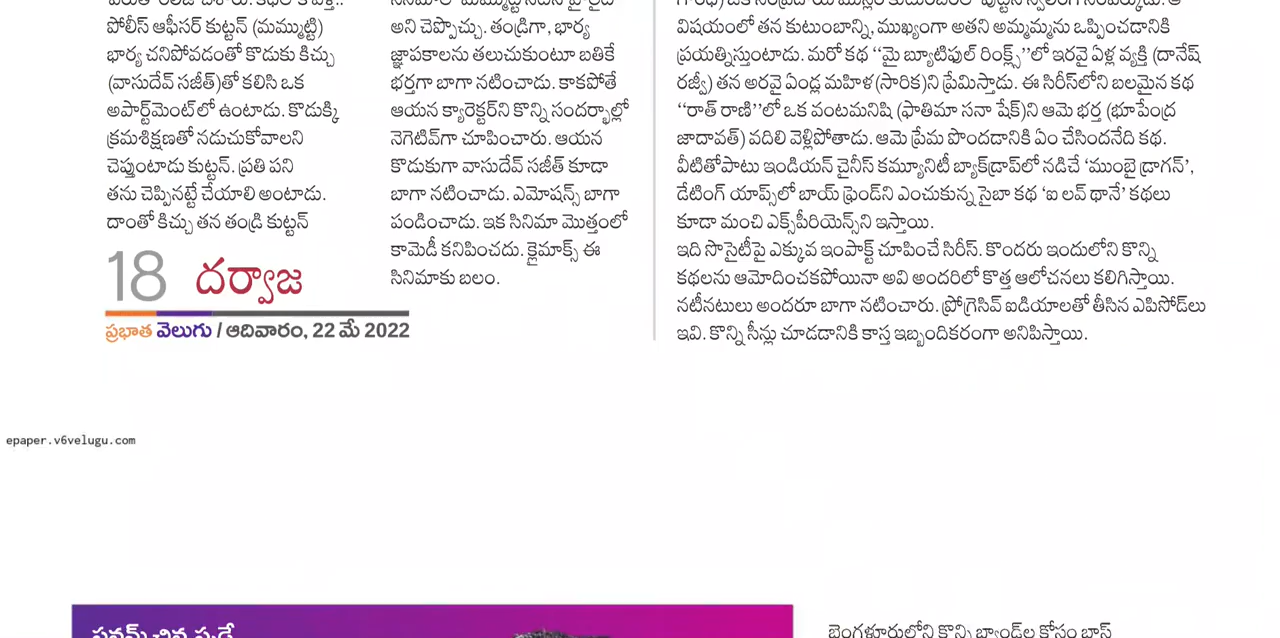 పోలీస్ ఆఫీసర్ కుట్టన్ (మమ్ముట్టి)
భార్య చనిపోవడంతో కొడుకు కిచ్చు
(వాసుదేవ్ సజీత్)తో కలిసి ఒక
అపార్ట్‌మెంట్‌లో ఉంటాడు. కొడుక్కి
క్రమశిక్షణతో నడుచుకోవాలని
చెప్తుంటాడు కుట్టన్. ప్రతి పని
తను చెప్పినట్టే చేయాలి అంటాడు.
దాంతో కిచ్చు తన తండ్రి కుట్టన్
అని చెప్పొచ్చు. తండ్రిగా, భార్య
జ్ఞాపకాలను తలుచుకుంటూ బతికే
భర్తగా బాగా నటించాడు. కాకపోతే
ఆయన క్యారెక్టర్‌ని కొన్ని సందర్భాల్లో
నెగెటివ్‌గా చూపించారు. ఆయన
కొడుకుగా వాసుదేవ్ సజీత్ కూడా
బాగా నటించాడు. ఎమోషన్స్ బాగా
పండించాడు. ఇక సినిమా మొత్తంలో
కామెడీ కనిపించదు. క్లైమాక్స్ ఈ
సినిమాకు బలం.
విషయంలో తన కుటుంబాన్ని, ముఖ్యంగా అతని అమ్మమ్మను ఒప్పించడానికి
ప్రయత్నిస్తుంటాడు. మరో కథ ‘‘మై బ్యూటిఫుల్ రింక్స్’’లో ఇరవై ఏళ్ల వ్యక్తి (దానేష్
రజ్వీ) తన అరవై ఏండ్ల మహిళ(సారిక)ని ప్రేమిస్తాడు. ఈ సిరీస్‌లోని బలమైన కథ
‘‘రాత్ రాణి’’లో ఒక వంటమనిషి (ఫాతిమా సనా షేక్)ని ఆమె భర్త (భూపేంద్ర
జాదావత్) వదిలి వెళ్లిపోతాడు. ఆమె ప్రేమ పొందడానికి ఏం చేసిందనేది కథ.
వీటితోపాటు ఇండియన్ చైనీస్ కమ్యూనిటీ బ్యాక్‌డ్రాప్‌లో నడిచే ‘ముంబై డ్రాగన్’,
డేటింగ్ యాప్స్‌లో బాయ్ ఫ్రెండ్‌ని ఎంచుకున్న సైబా కథ ‘ఐ లవ్ థానే’ కథలు
కూడా మంచి ఎక్స్‌పీరియెన్స్‌ని ఇస్తాయి.
ఇది సొసైటీపై ఎక్కువ ఇంపాక్ట్ చూపించే సిరీస్. కొందరు ఇందులోని కొన్ని
కథలను ఆమోదించకపోయినా అవి అందరిలో కొత్త ఆలోచనలు కలిగిస్తాయి.
నటీనటులు అందరూ బాగా నటించారు. ప్రోగ్రెసివ్ ఐడియాలతో తీసిన ఎపిసోడ్‌లు
ఇవి. కొన్ని సీన్లు చూడడానికి కాస్త ఇబ్బందికరంగా అనిపిస్తాయి.
18 దర్వాజ
ప్రభాత వెలుగు / ఆదివారం, 22 మే 2022
epaper.v6velugu.com
బెంగళూరులోని కొన్ని బ్యాండ్‌ల కోసం బాస్